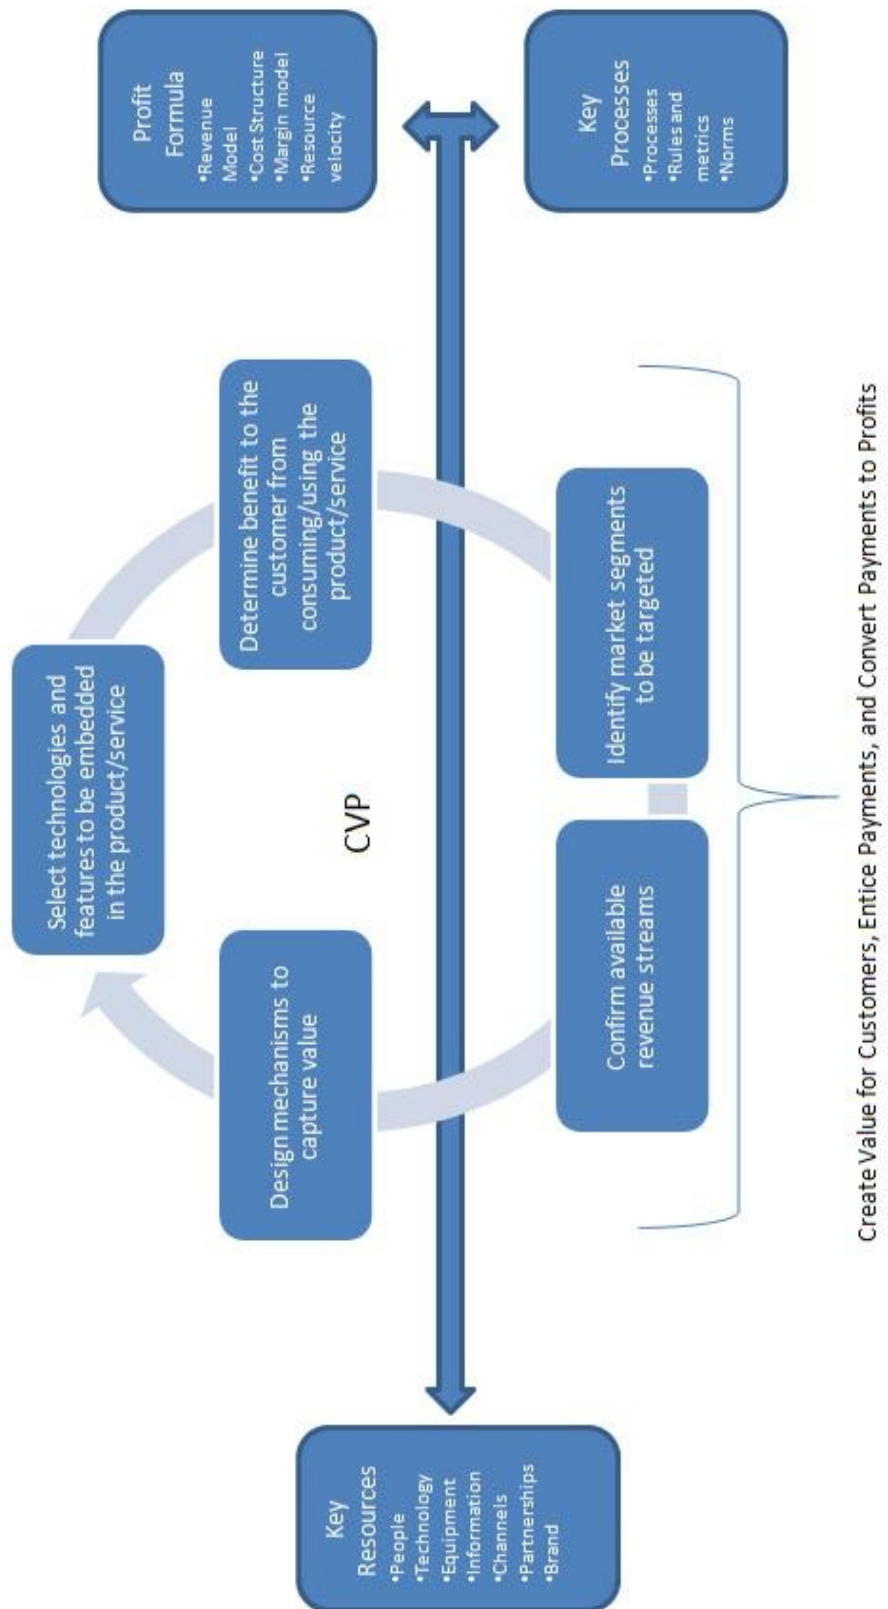 Key
Resources
•People
•Technology
•Equipment
•Information
•Channels
•Partnerships
•Brand
Select technologies and
features to be embedded
in the product/service
Determine benefit to the
customer from
consuming/using the
product/service
Identify market segments
to be targeted
Confirm available
revenue streams
Design mechanisms to
capture value
CVP
Profit
Formula
•Revenue
Model
•Cost Structure
•Margin model
•Resource
velocity
Key
Processes
•Processes
•Rules and
metrics
•Norms
Create Value for Customers, Entice Payments, and Convert Payments to Profits